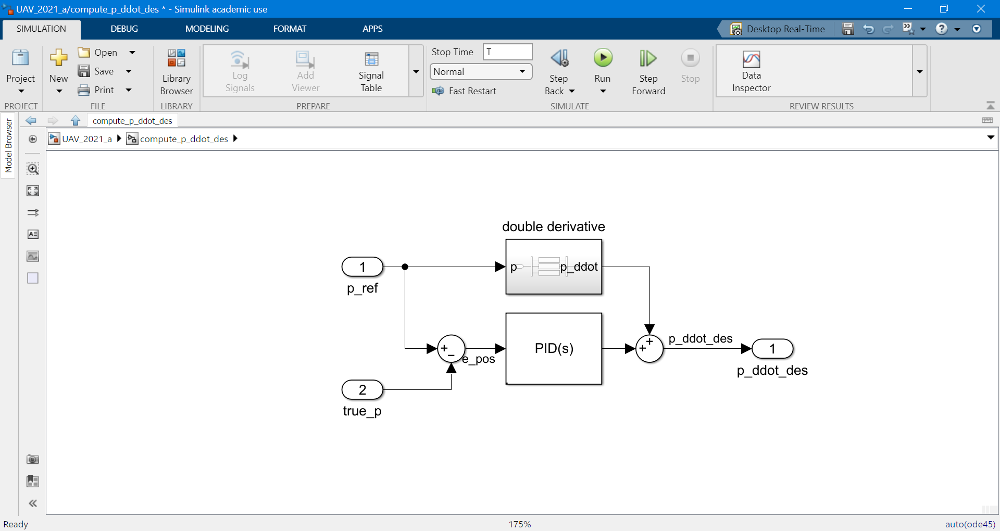 UAV_2021_a/compute_p_ddot_des * - Simulink academic use
SIMULATION DEBUG MODELING FORMAT APPS Desktop Real-Time
Project
New
Open
Save
Print
Library
Browser
Log
Signals
Add
Viewer
Signal
Table
Stop Time T
Normal
Fast Restart
Step
Back
Run
Step
Forward
Stop
Data
Inspector
PROJECT FILE LIBRARY PREPARE SIMULATE REVIEW RESULTS
Model Browser
compute_p_ddot_des
UAV_2021_a compute_p_ddot_des
double derivative
1
p_ref
p p_ddot
+
−
e_pos
PID(s)
+
+
p_ddot_des
1
p_ddot_des
2
true_p
Ready 175% auto(ode45)